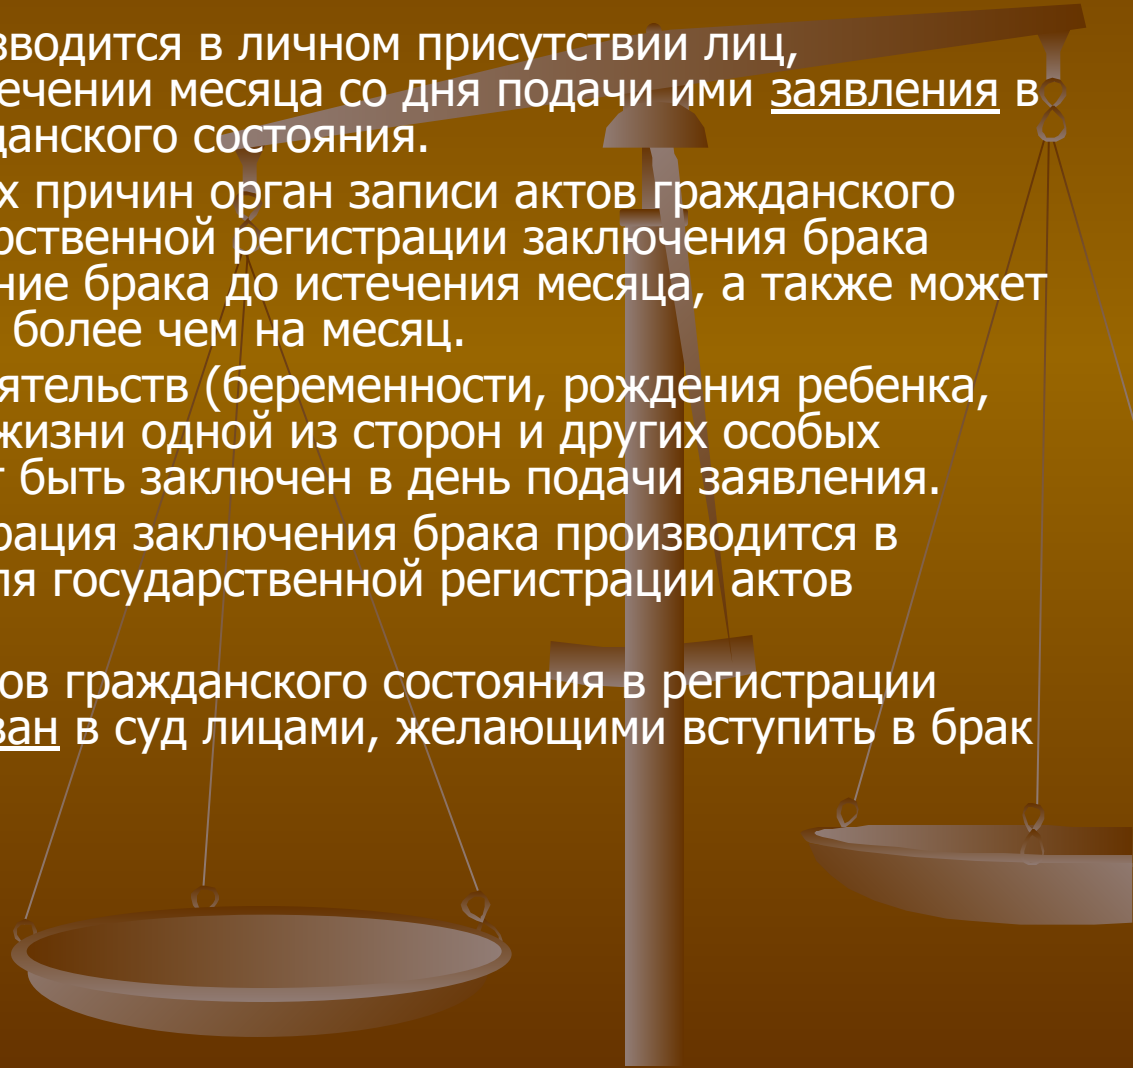 зводится в личном присутствии лиц,
ечении месяца со дня подачи ими заявления в
данского состояния.
х причин орган записи актов гражданского
рственной регистрации заключения брака
ние брака до истечения месяца, а также может
более чем на месяц.
ятельств (беременности, рождения ребенка,
жизни одной из сторон и других особых
т быть заключен в день подачи заявления.
рация заключения брака производится в
ля государственной регистрации актов
ов гражданского состояния в регистрации
ван в суд лицами, желающими вступить в брак